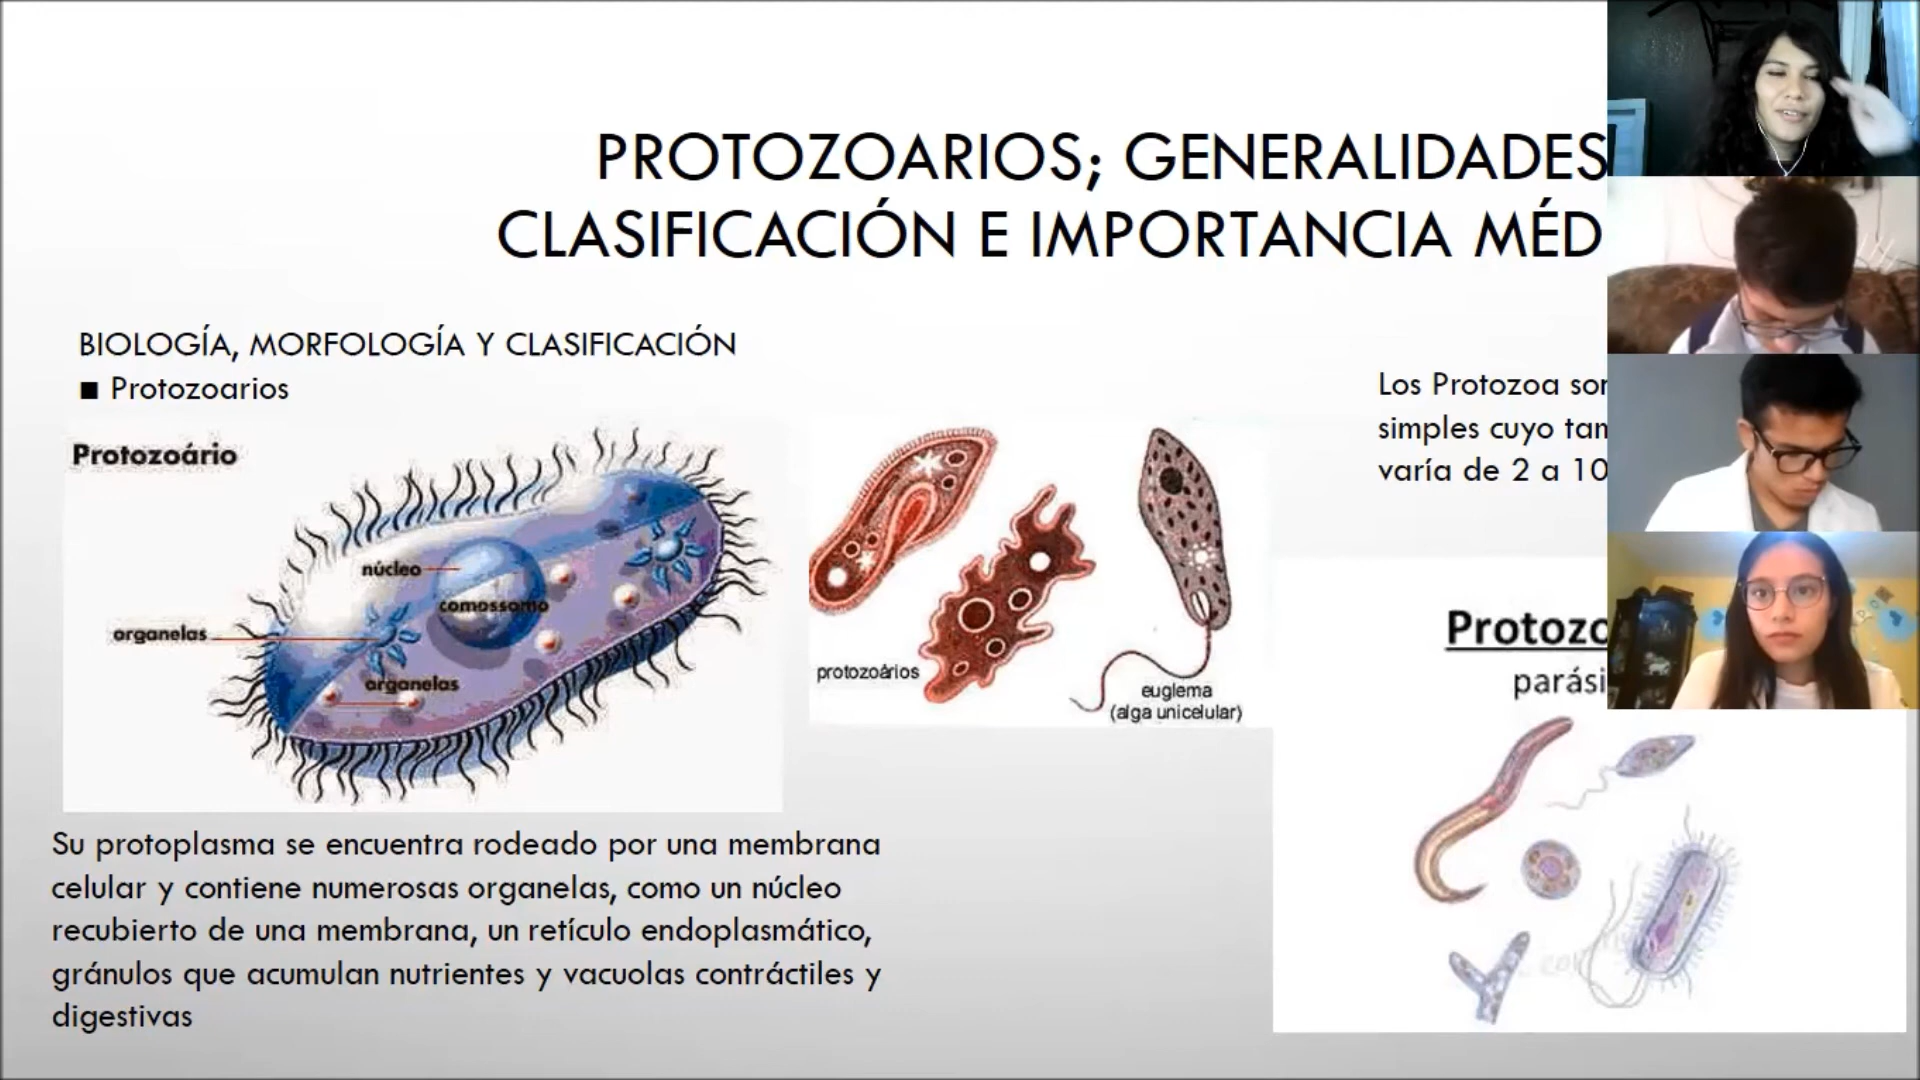 PROTOZOARIOS; GENERALIDADES
CLASIFICACIÓN E IMPORTANCIA MÉD
BIOLOGÍA, MORFOLOGÍA Y CLASIFICACIÓN
■ Protozoarios
Protozoário
núcleo
comossomo
organelas
organelas
protozoários
euglema
(alga unicelular)
Los Protozoa son
simples cuyo tam
varía de 2 a 10
Protozo
parási
Su protoplasma se encuentra rodeado por una membrana
celular y contiene numerosas organelas, como un núcleo
recubierto de una membrana, un retículo endoplasmático,
gránulos que acumulan nutrientes y vacuolas contráctiles y
digestivas